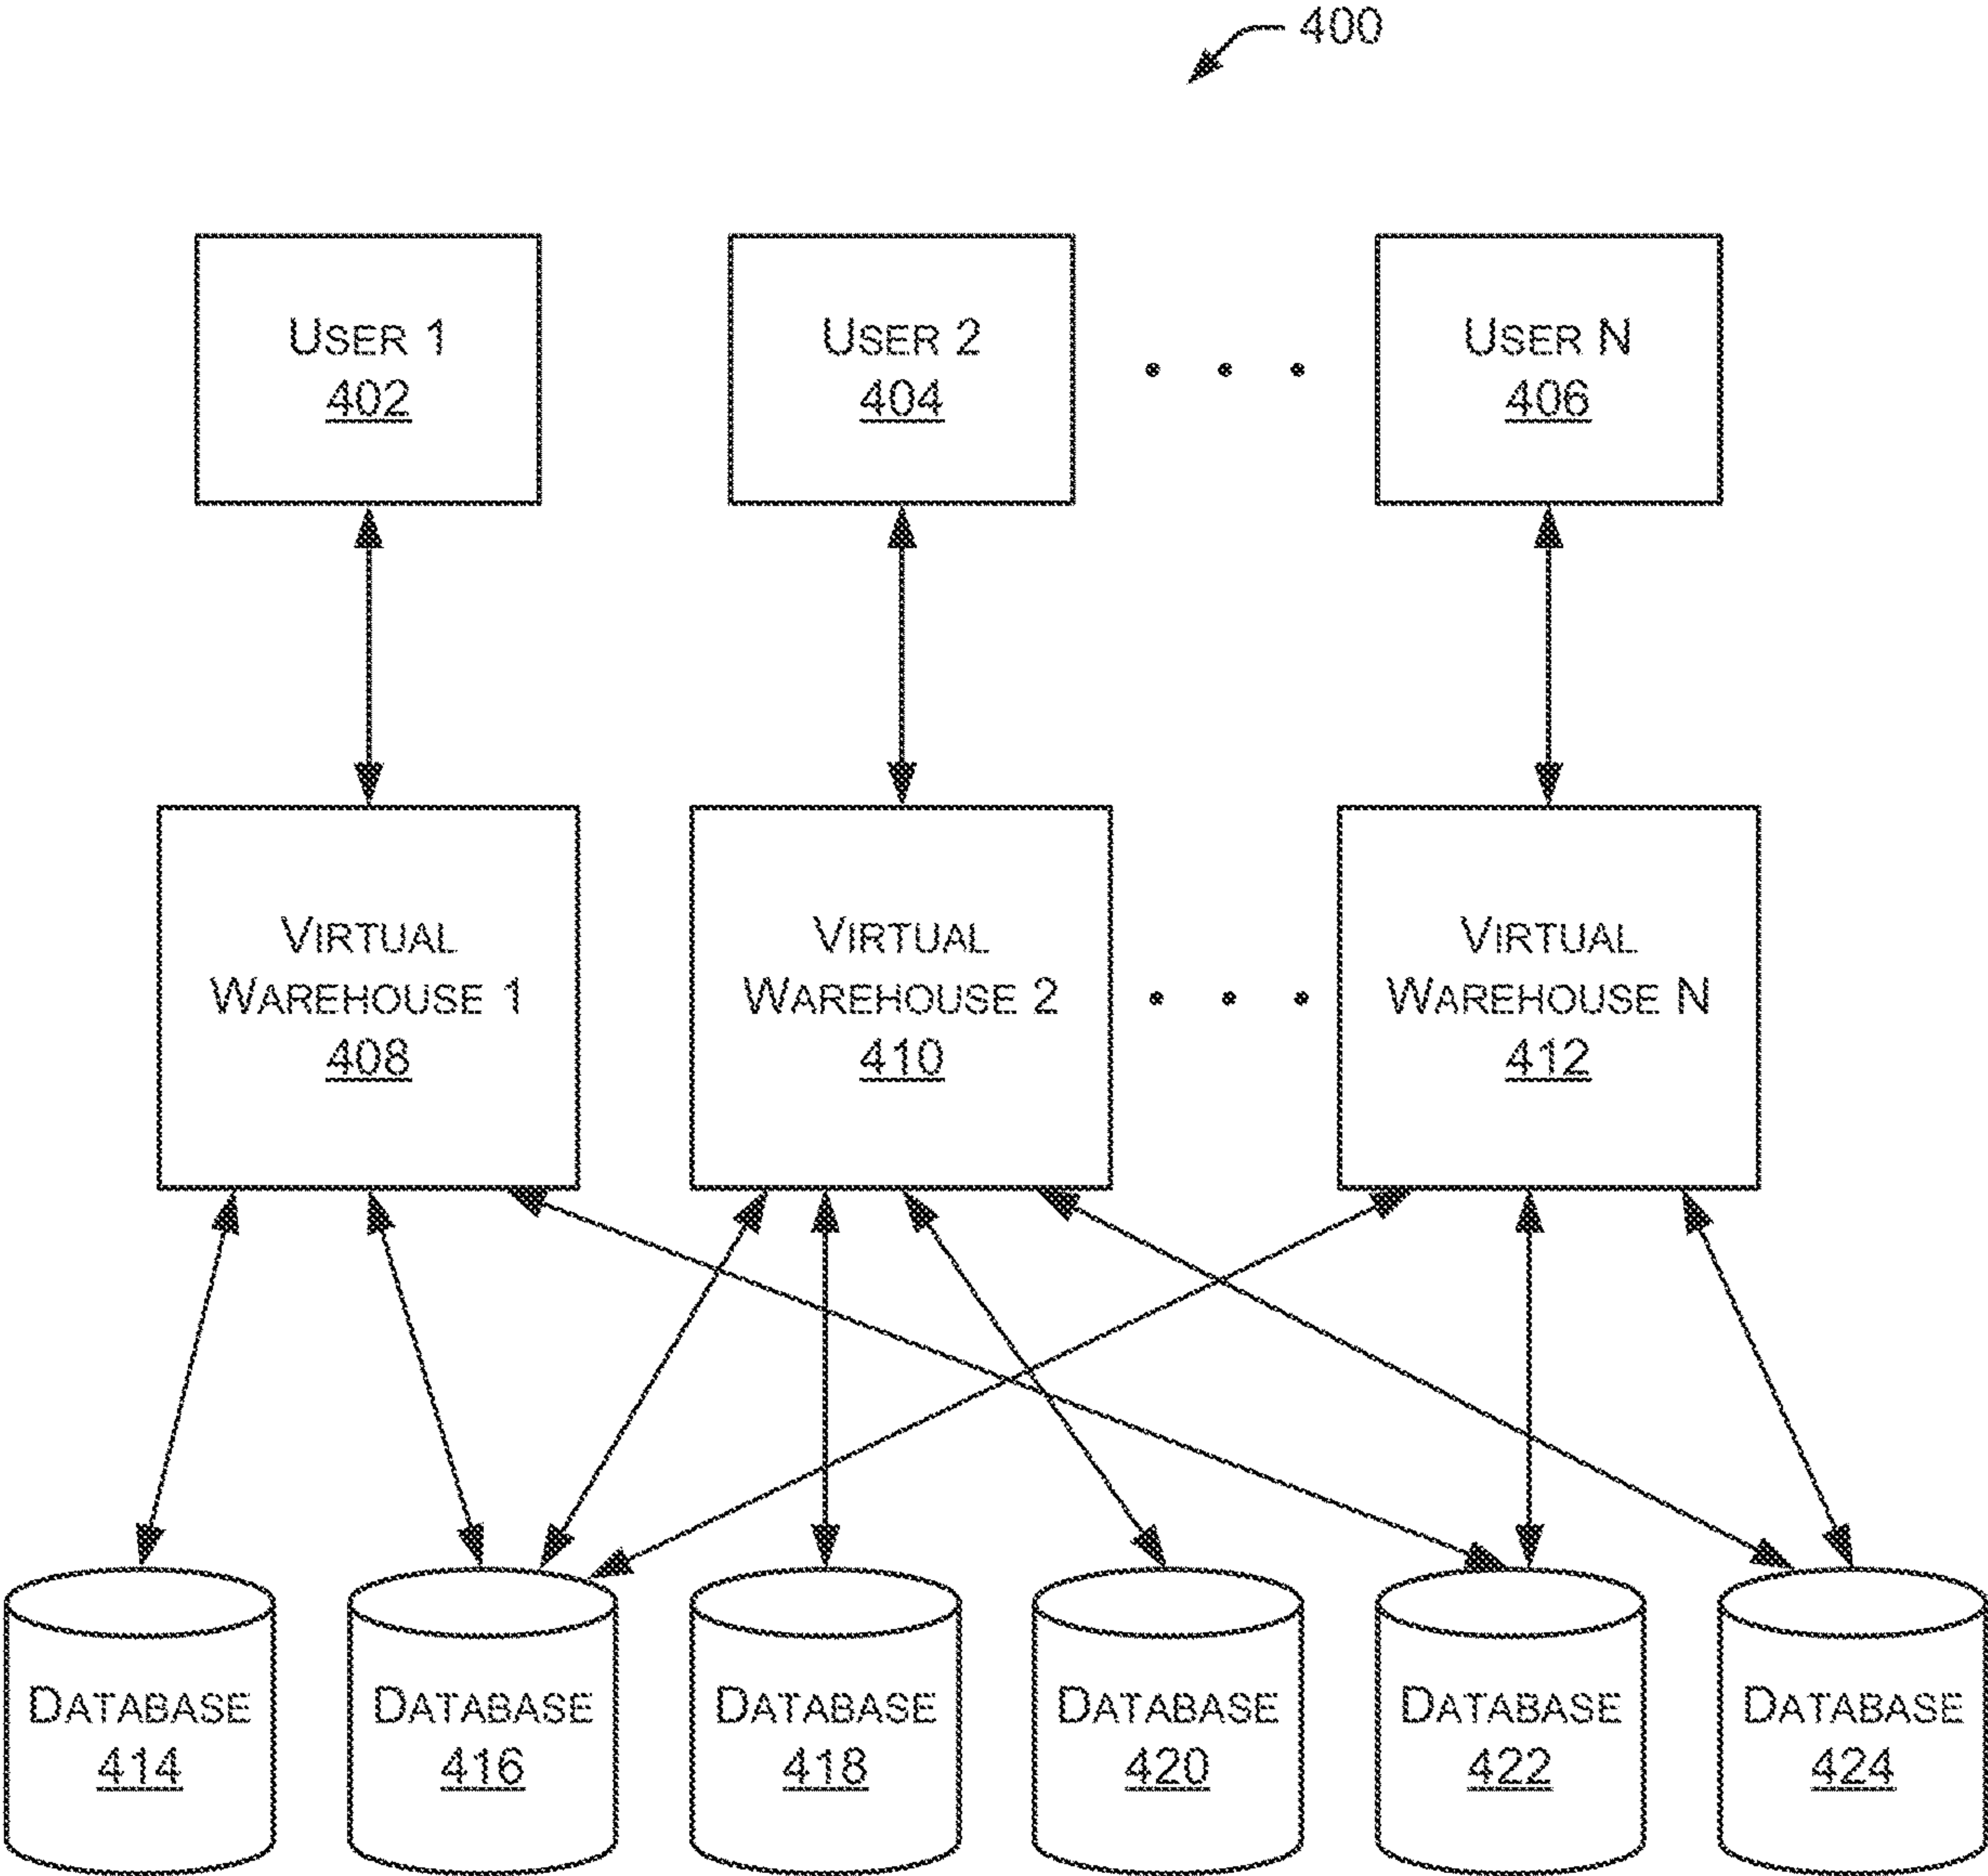 400
USER 1
402
USER 2
404
USER N
406
VIRTUAL
WAREHOUSE 1
408
VIRTUAL
WAREHOUSE 2
410
VIRTUAL
WAREHOUSE N
412
DATABASE
414
DATABASE
416
DATABASE
418
DATABASE
420
DATABASE
422
DATABASE
424